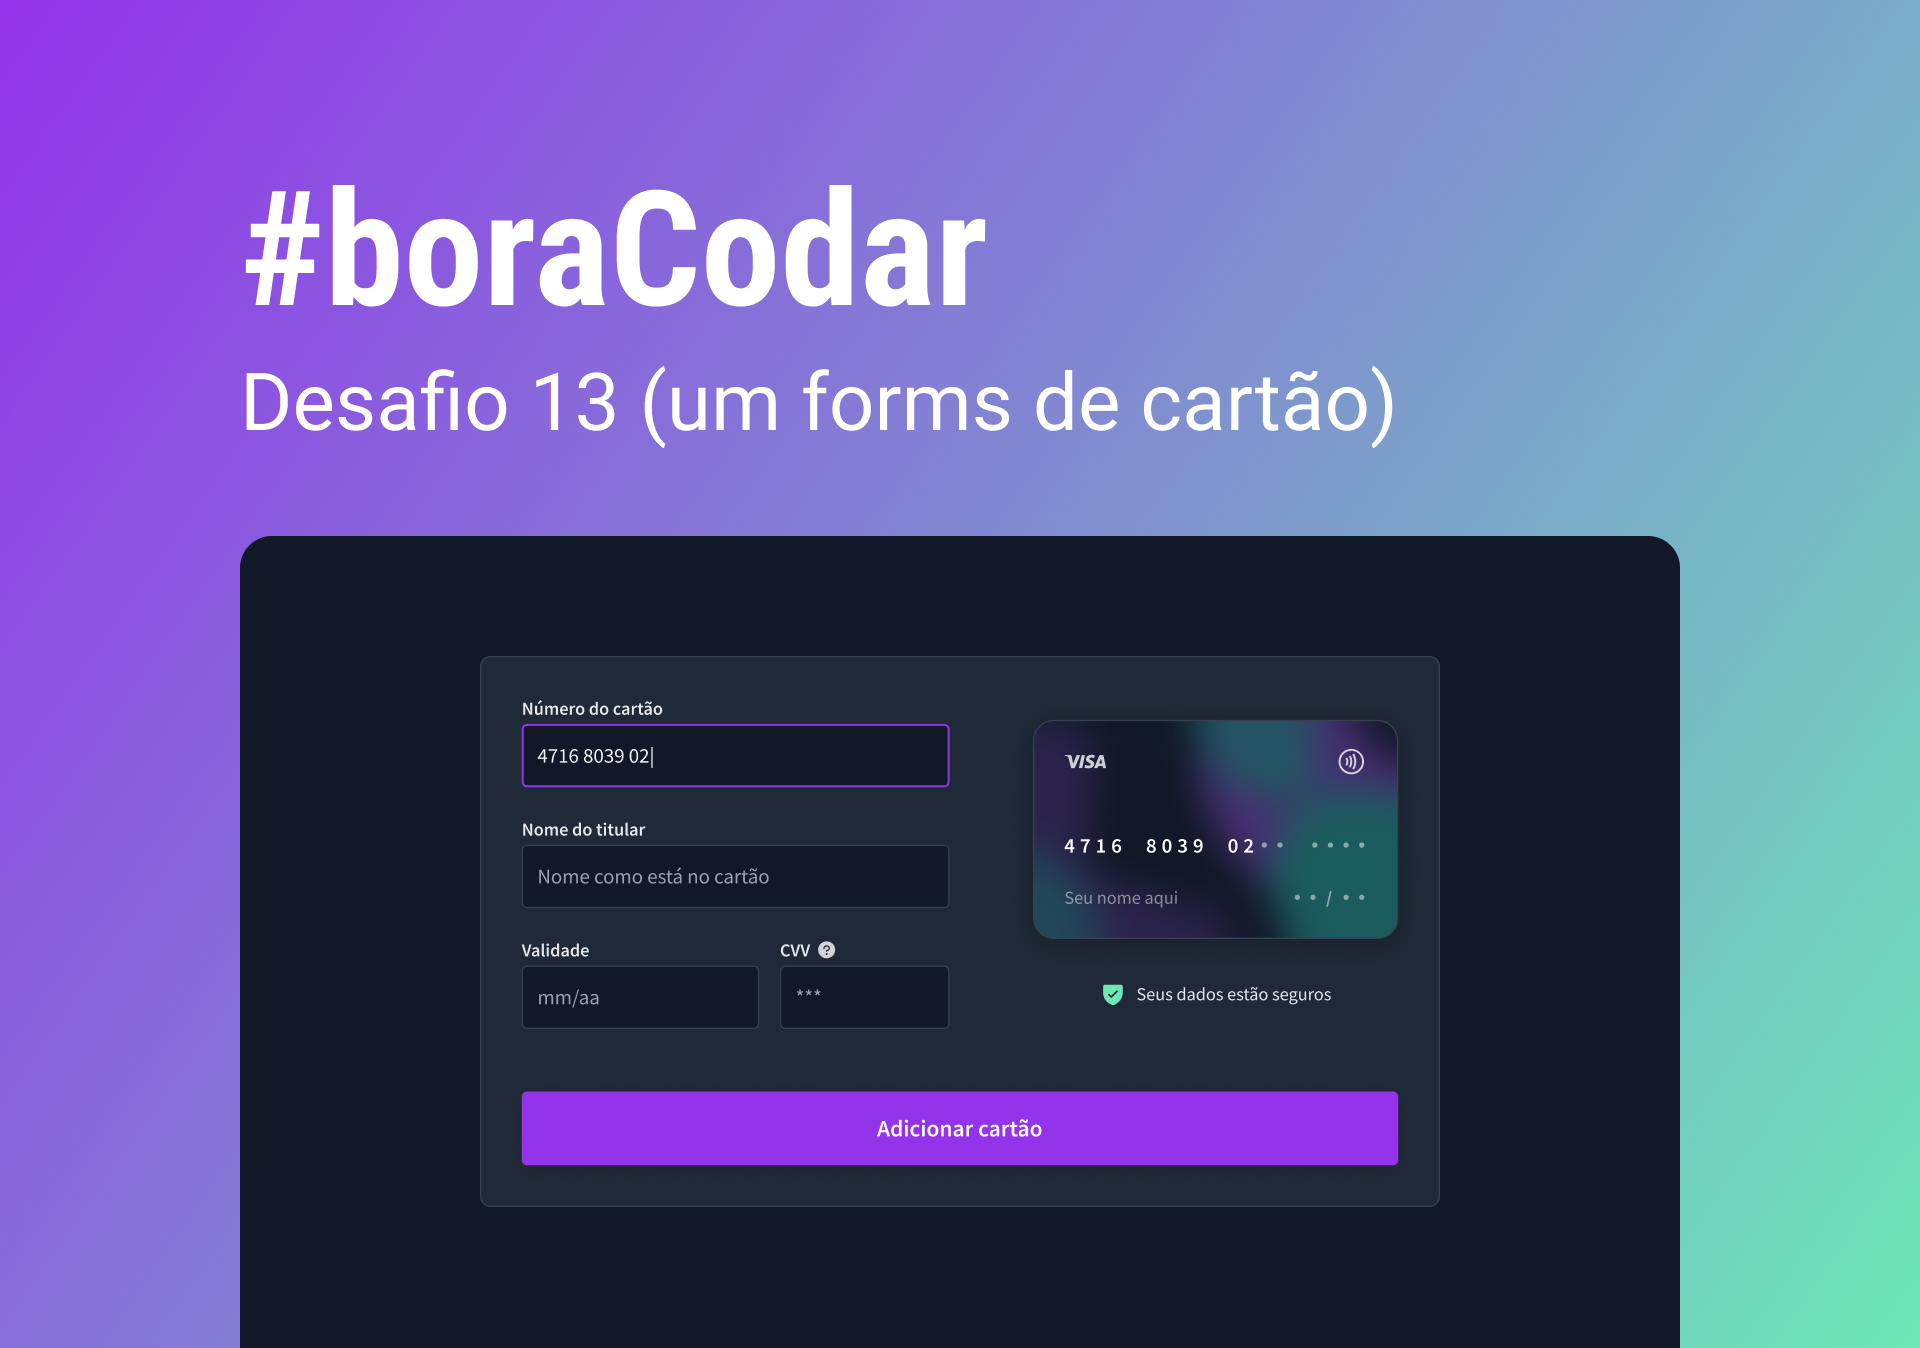 #boraCodar
Desafio 13 (um forms de cartão)
Número do cartão
4716 8039 02
Nome do titular
Nome como está no cartão
Validade
CVV ?
mm/aa
***
VISA
4716 8039 02•• ••••
Seu nome aqui
••/••
Seus dados estão seguros
Adicionar cartão